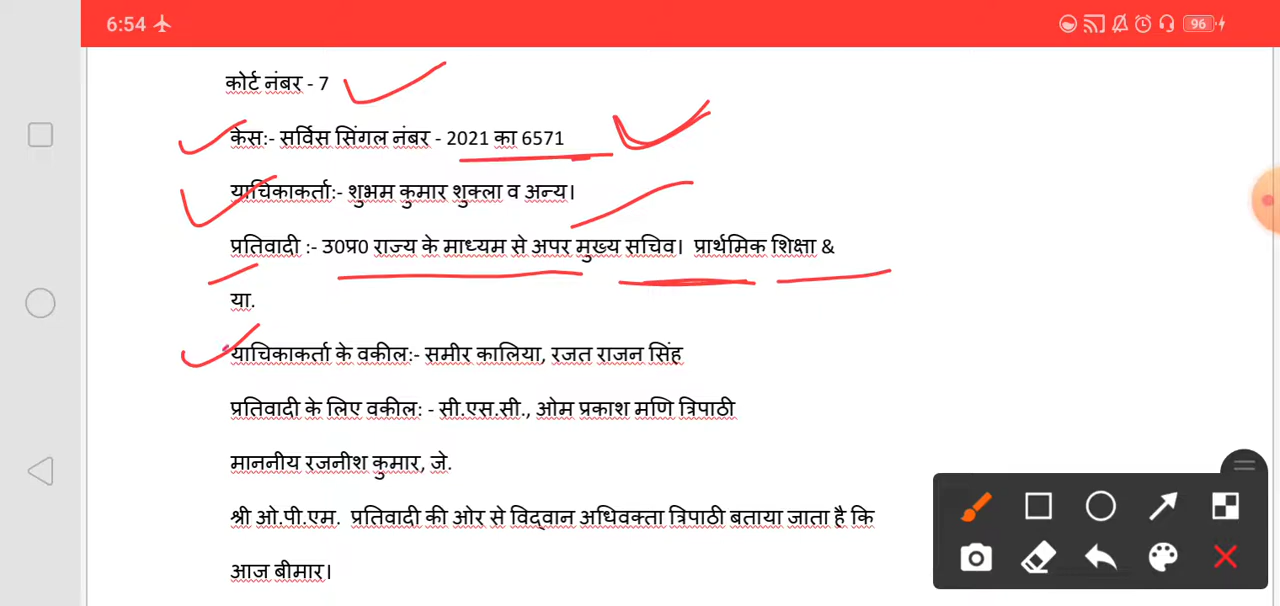 6:54
96
कोर्ट नंबर - 7
केस:- सर्विस सिंगल नंबर - 2021 का 6571
याचिकाकर्ता:- शुभम कुमार शुक्ला व अन्य।
प्रतिवादी :- उ0प्र0 राज्य के माध्यम से अपर मुख्य सचिव। प्रार्थमिक शिक्षा &
या.
याचिकाकर्ता के वकील:- समीर कालिया, रजत राजन सिंह
प्रतिवादी के लिए वकील: - सी.एस.सी., ओम प्रकाश मणि त्रिपाठी
माननीय रजनीश कुमार, जे.
श्री ओ.पी.एम. प्रतिवादी की ओर से विद्वान अधिवक्ता त्रिपाठी बताया जाता है कि
आज बीमार।